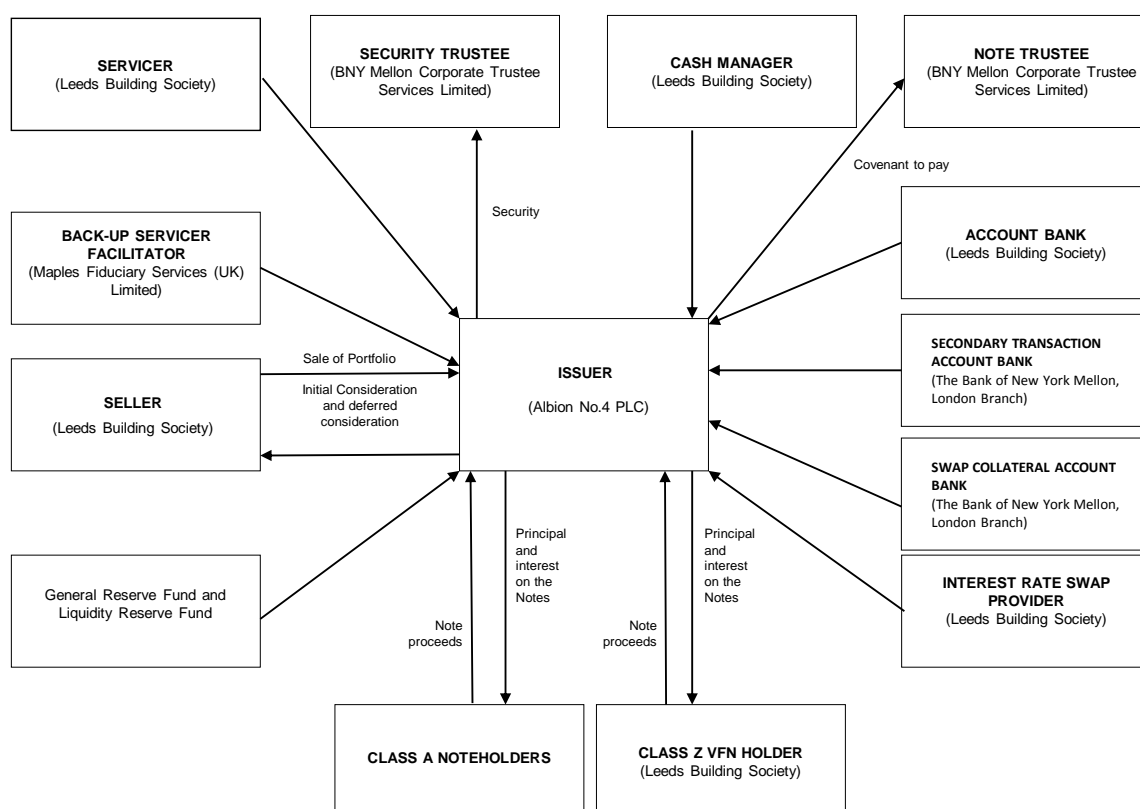 SERVICER
(Leeds Building Society)
SECURITY TRUSTEE
(BNY Mellon Corporate Trustee
Services Limited)
CASH MANAGER
(Leeds Building Society)
NOTE TRUSTEE
(BNY Mellon Corporate Trustee
Services Limited)
Covenant to pay
Security
BACK-UP SERVICER
FACILITATOR
(Maples Fiduciary Services (UK)
Limited)
ACCOUNT BANK
(Leeds Building Society)
Sale of Portfolio
Initial Consideration
and deferred
consideration
SELLER
(Leeds Building Society)
ISSUER
(Albion No.4 PLC)
SECONDARY TRANSACTION
ACCOUNT BANK
(The Bank of New York Mellon,
London Branch)
SWAP COLLATERAL ACCOUNT
BANK
(The Bank of New York Mellon,
London Branch)
General Reserve Fund and
Liquidity Reserve Fund
Note
proceeds
Principal
and
interest
on the
Notes
Note
proceeds
Principal
and
interest
on the
Notes
INTEREST RATE SWAP
PROVIDER
(Leeds Building Society)
CLASS A NOTEHOLDERS
CLASS Z VFN HOLDER
(Leeds Building Society)